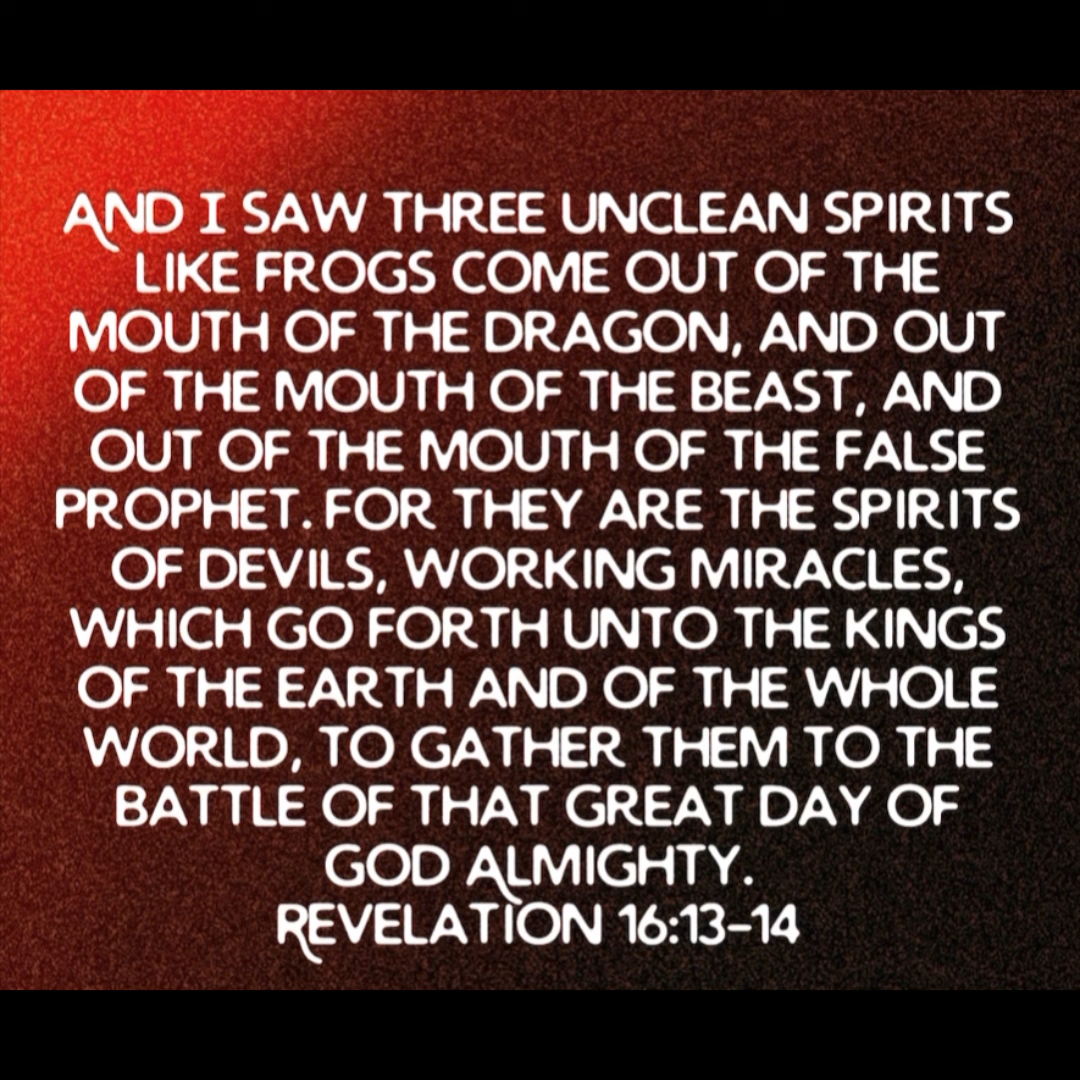 AND I SAW THREE UNCLEAN SPIRITS
LIKE FROGS COME OUT OF THE
MOUTH OF THE DRAGON, AND OUT
OF THE MOUTH OF THE BEAST, AND
OUT OF THE MOUTH OF THE FALSE
PROPHET. FOR THEY ARE THE SPIRITS
OF DEVILS, WORKING MIRACLES,
WHICH GO FORTH UNTO THE KINGS
OF THE EARTH AND OF THE WHOLE
WORLD, TO GATHER THEM TO THE
BATTLE OF THAT GREAT DAY OF
GOD ALMIGHTY.
REVELATION 16:13-14